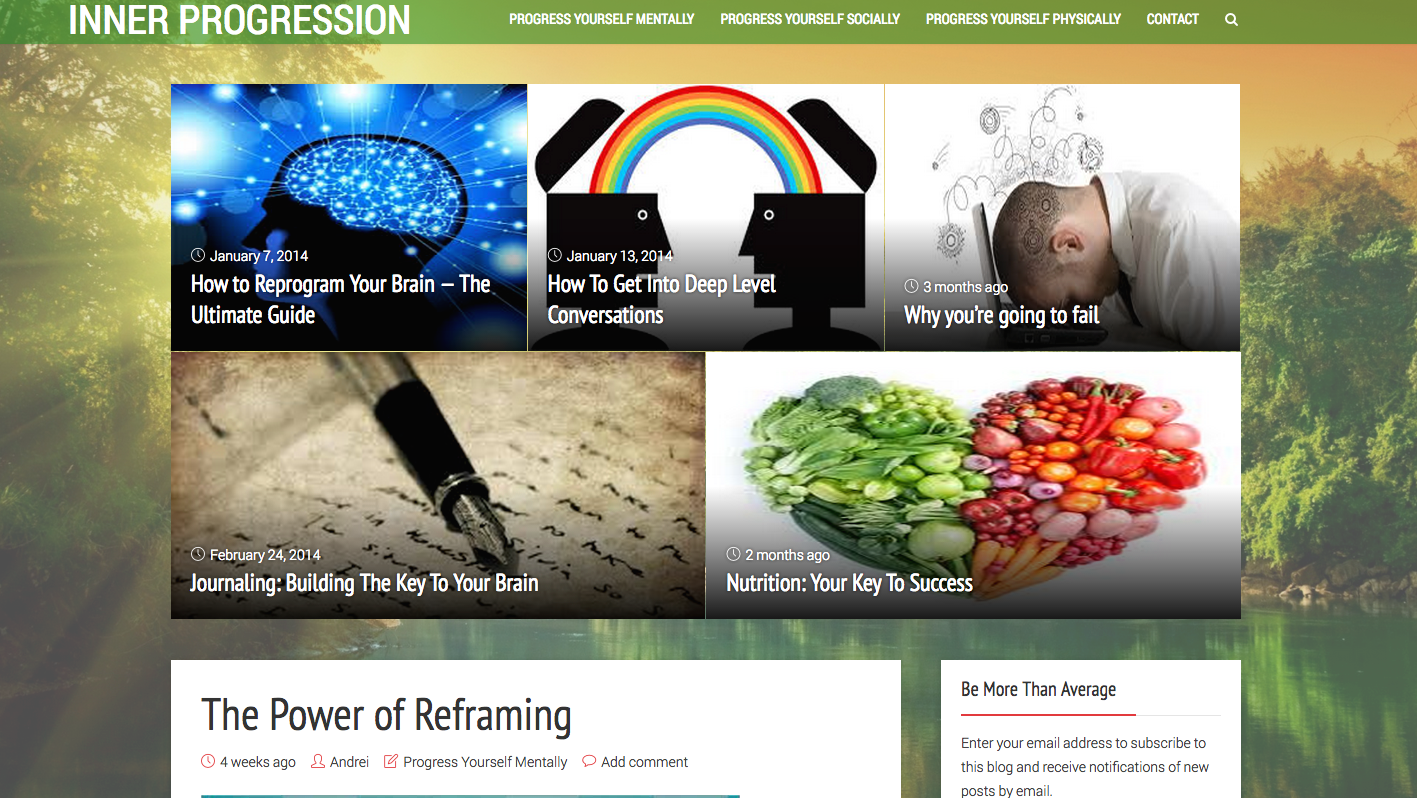 INNER PROGRESSION
PROGRESS YOURSELF MENTALLY
PROGRESS YOURSELF SOCIALLY
PROGRESS YOURSELF PHYSICALLY
CONTACT
January 7, 2014
How to Reprogram Your Brain – The
Ultimate Guide
January 13, 2014
How To Get Into Deep Level
Conversations
3 months ago
Why you're going to fail
February 24, 2014
Journaling: Building The Key To Your Brain
2 months ago
Nutrition: Your Key To Success
The Power of Reframing
4 weeks ago Andrei Progress Yourself Mentally Add comment
Be More Than Average
Enter your email address to subscribe to
this blog and receive notifications of new
posts by email.